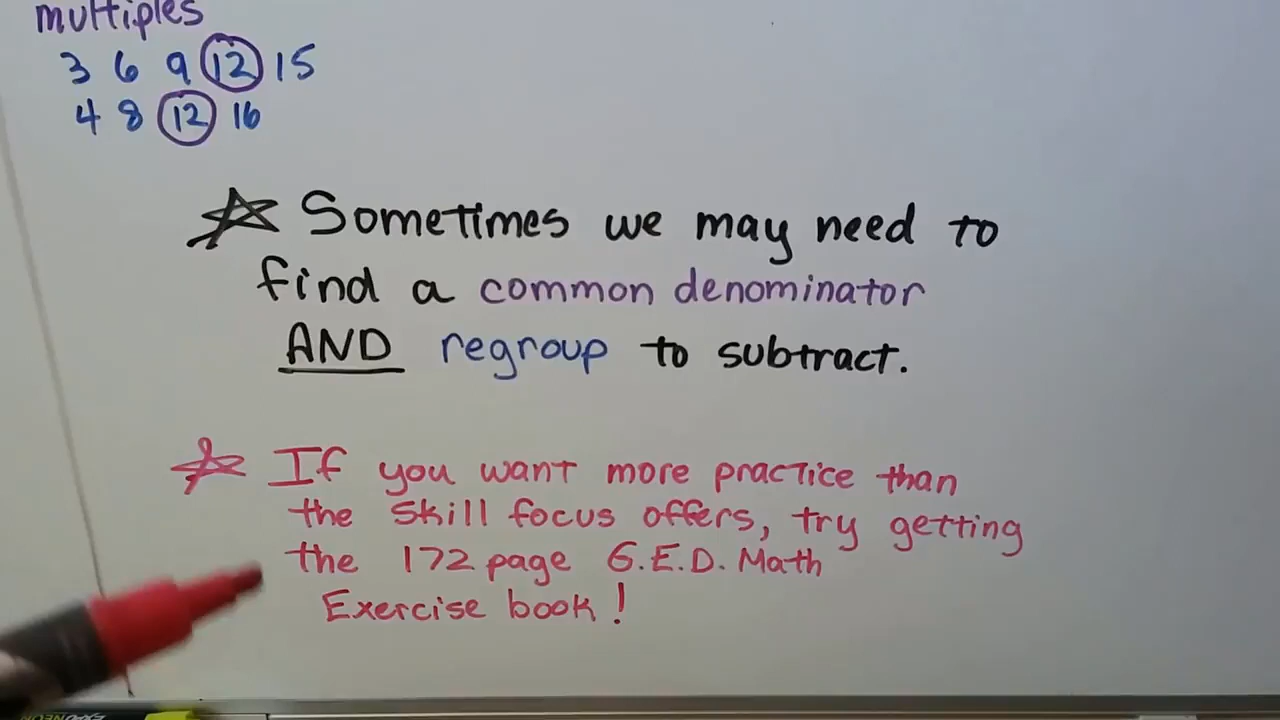 multiples
3 6 9 12 15
4 8 12 16
Sometimes we may need to
find a common denominator
AND regroup to subtract.
If you want more practice than
the skill focus offers, try getting
the 172 page G.E.D. Math
Exercise book!